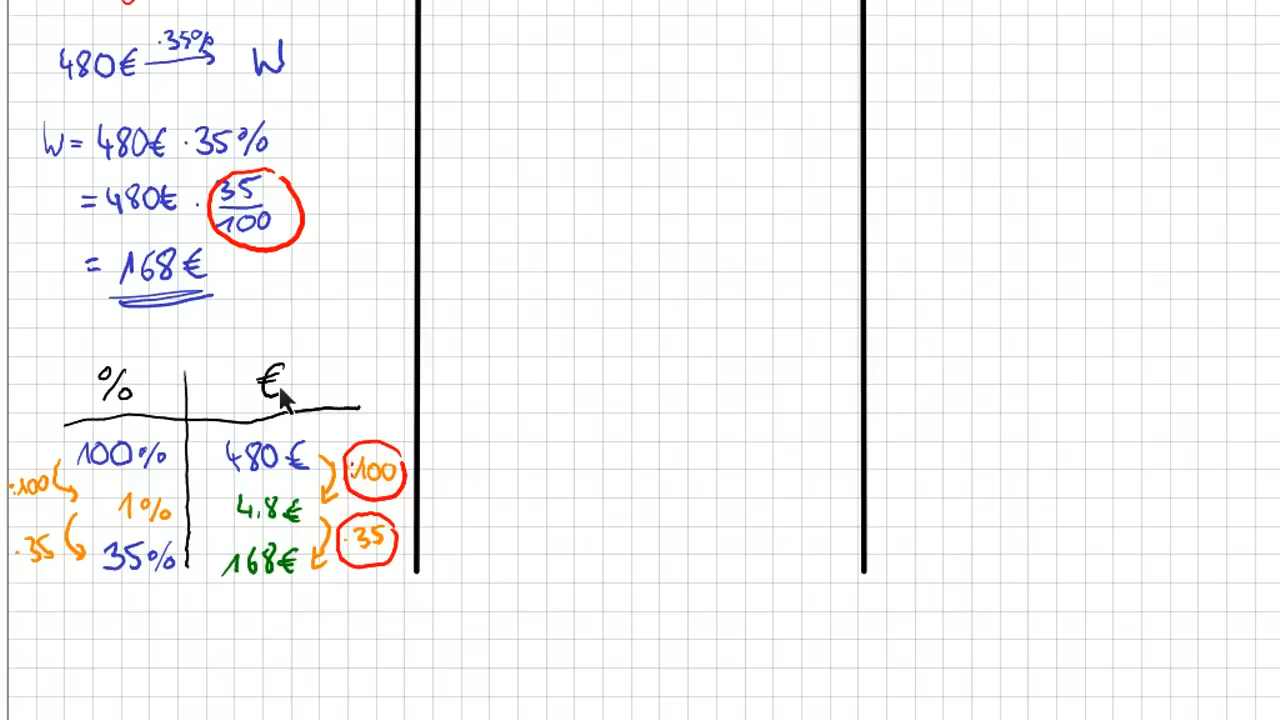 480€ ·35% W
W = 480€ · 35%
= 480€ · 35/100
= 168€
% €
100% 480€ :100
:100 1% 4,8€
·35 35% 168€ ·35